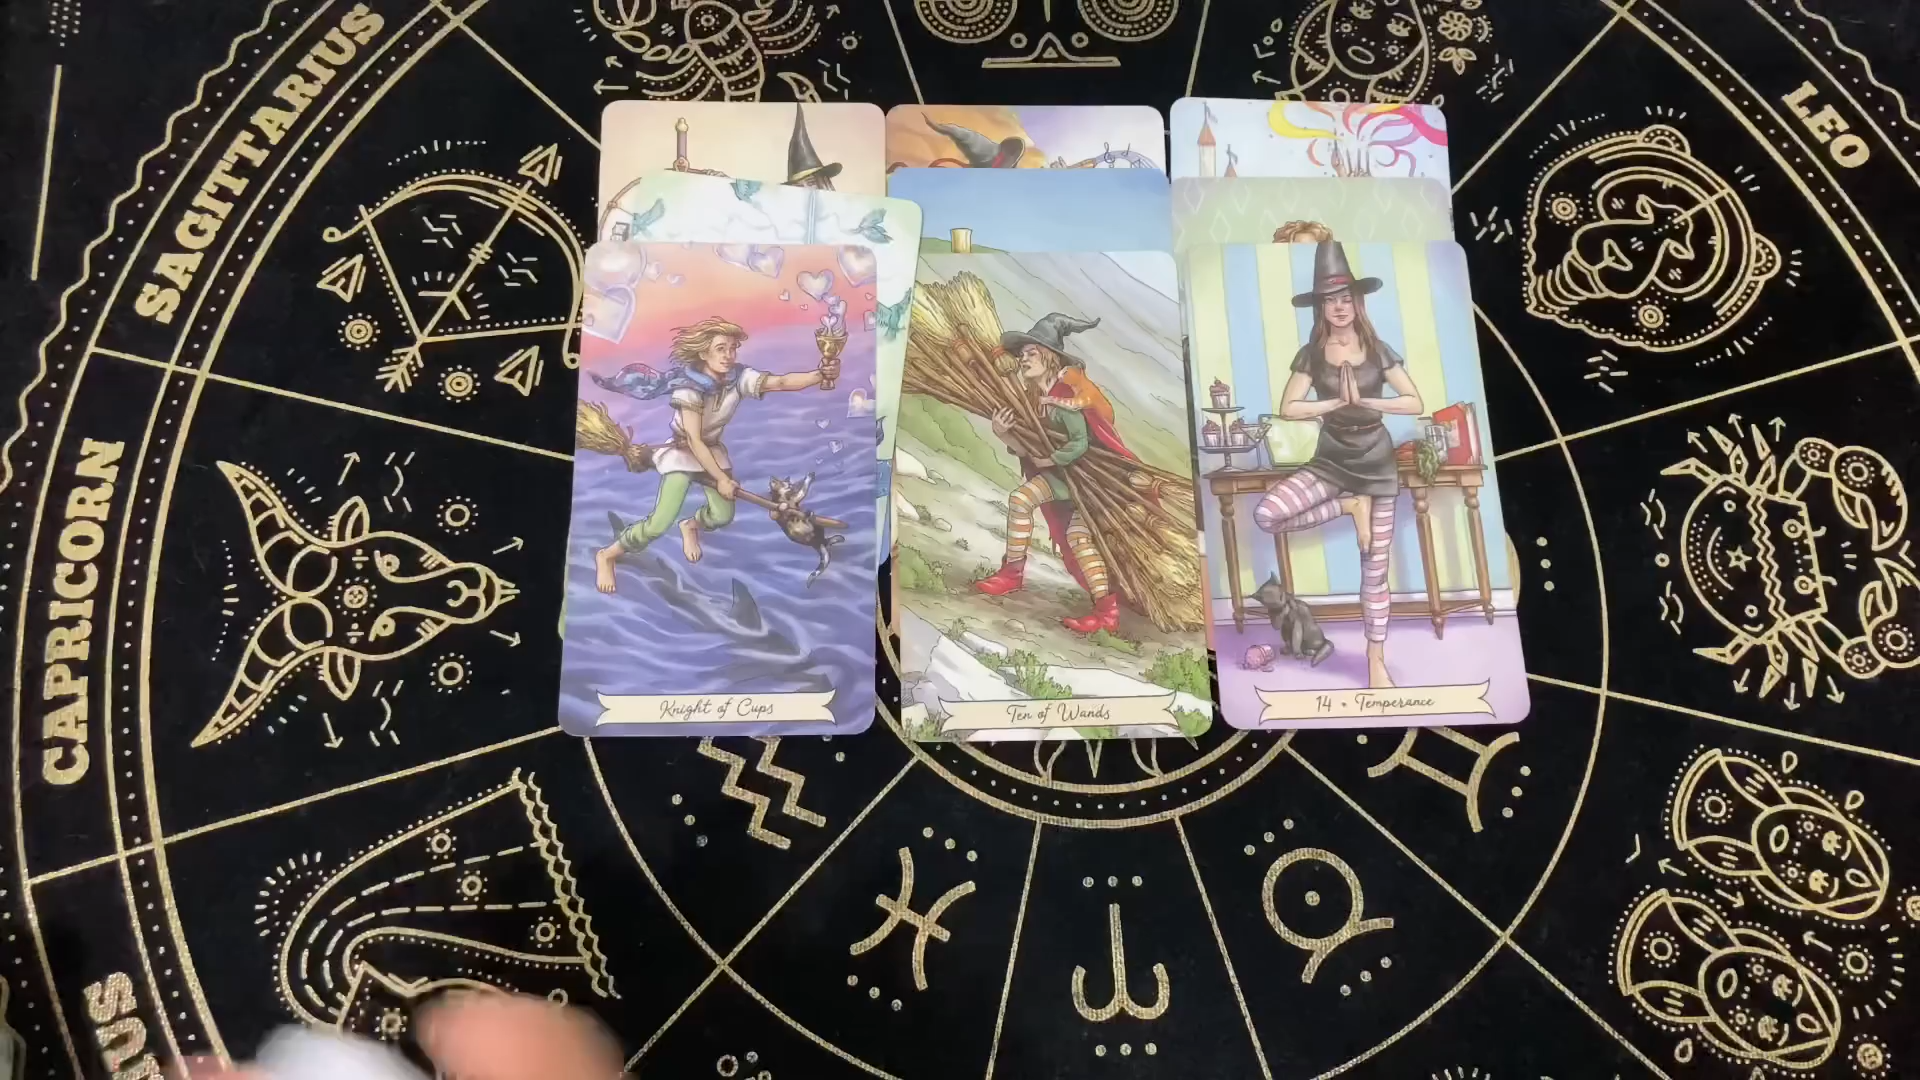 SAGITTARIUS
LEO
CAPRICORN
Knight of Cups
Ten of Wands
14 • Temperance